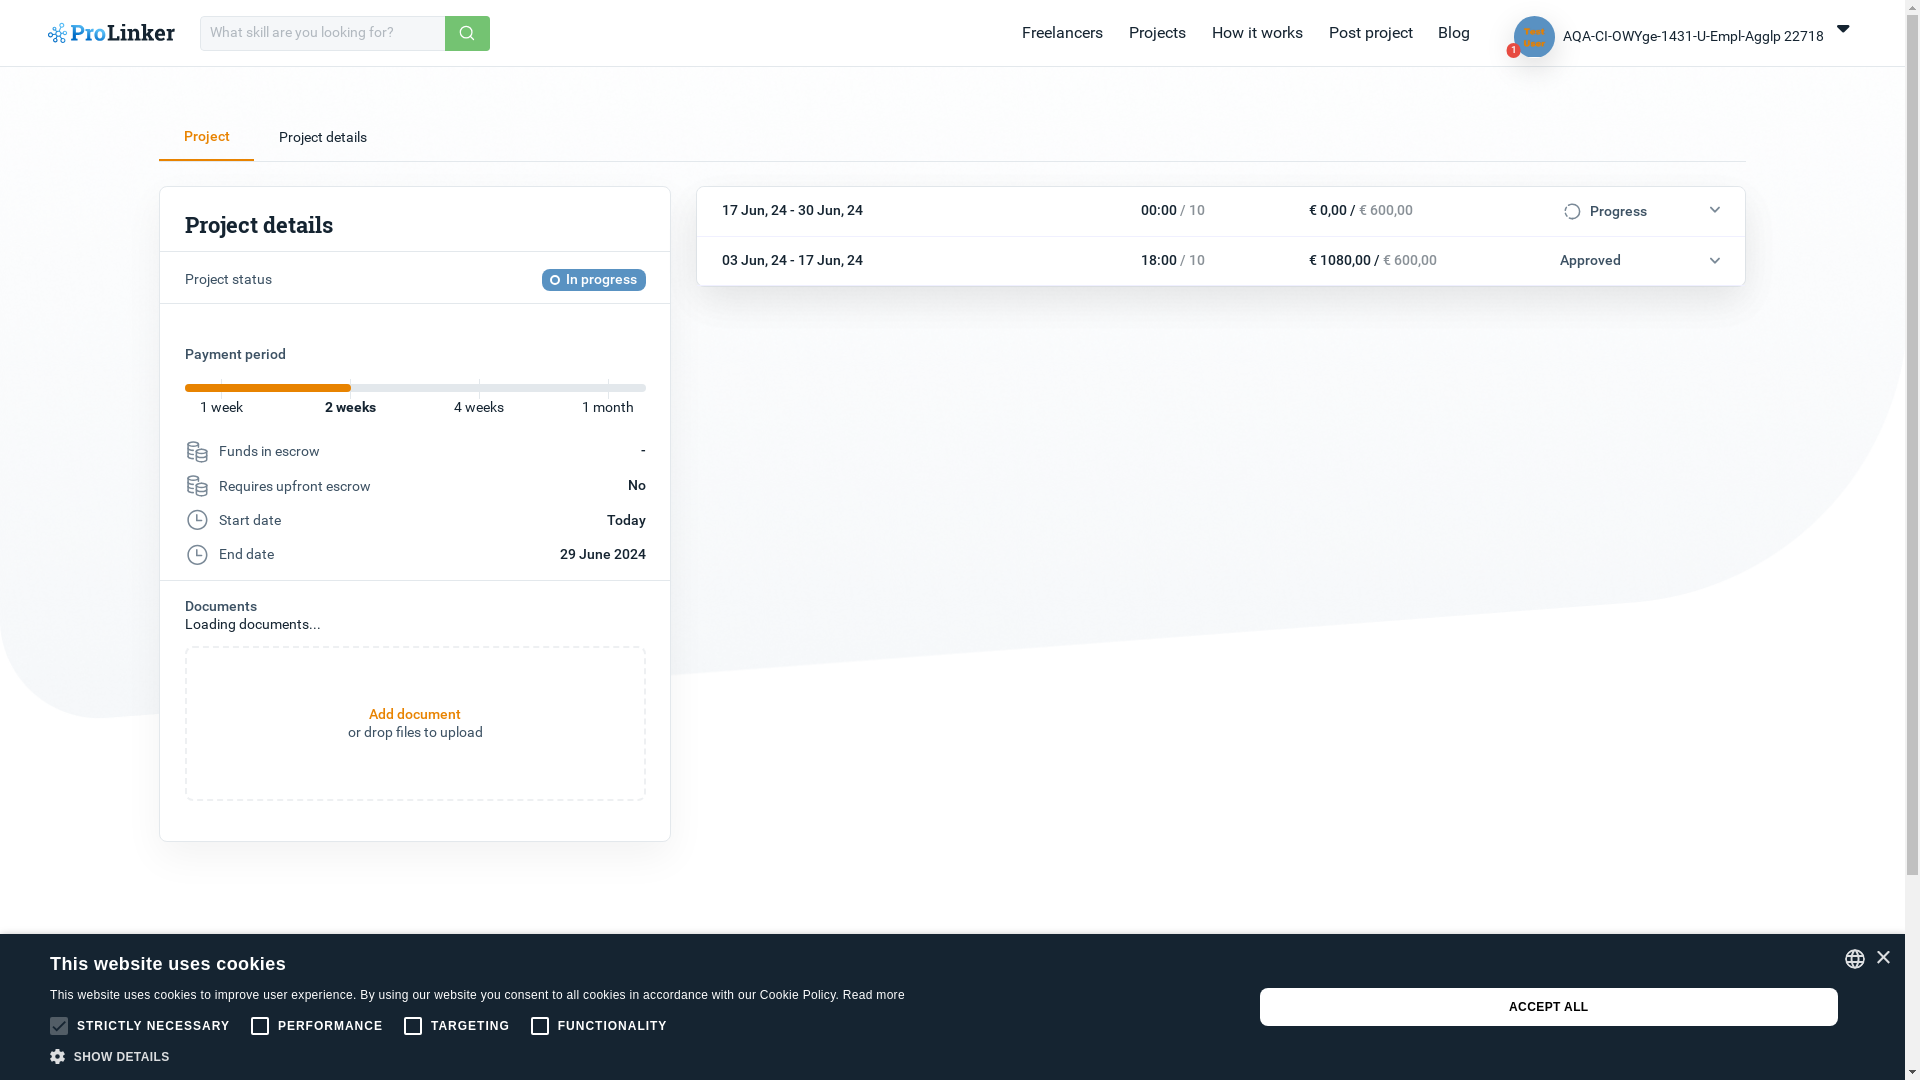 ProLinker
What skill are you looking for?
Freelancers
Projects
How it works
Post project
Blog
1
AQA-CI-OWYge-1431-U-Empl-Agglp 22718
Project
Project details
Project details
Project status
In progress
Payment period
1 week
2 weeks
4 weeks
1 month
Funds in escrow
-
Requires upfront escrow
No
Start date
Today
End date
29 June 2024
Documents
Loading documents...
Add document
or drop files to upload
17 Jun, 24 - 30 Jun, 24
00:00 / 10
€ 0,00 / € 600,00
Progress
03 Jun, 24 - 17 Jun, 24
18:00 / 10
€ 1080,00 / € 600,00
Approved
This website uses cookies
This website uses cookies to improve user experience. By using our website you consent to all cookies in accordance with our Cookie Policy. Read more
STRICTLY NECESSARY
PERFORMANCE
TARGETING
FUNCTIONALITY
SHOW DETAILS
ACCEPT ALL